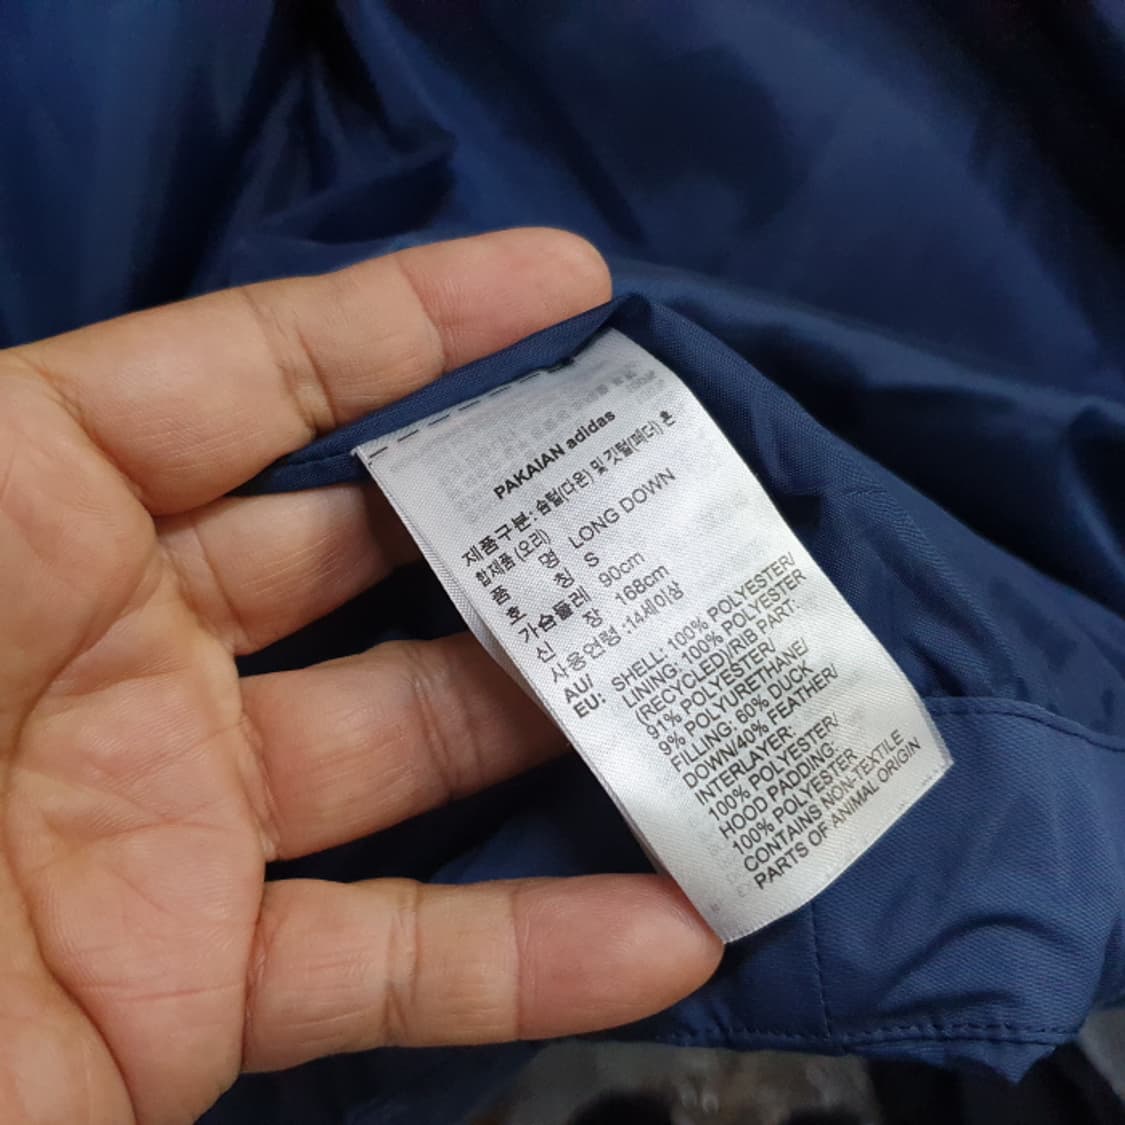 PAKAIAN adidas
제품구분:솜털(다운) 및 깃털(페더) 혼
합제품 (오리)
품 명 LONG DOWN
호 칭 S
가슴둘레 90cm
신 장 168cm
사용연령:14세이상
AU/
EU: SHELL: 100% POLYESTER/
LINING: 100% POLYESTER
(RECYCLED)/RIB PART:
91% POLYESTER/
9% POLYURETHANE/
FILLING: 60% DUCK
DOWN/40% FEATHER/
INTERLAYER:
100% POLYESTER/
HOOD PADDING:
100% POLYESTER
CONTAINS NON-TEXTILE
PARTS OF ANIMAL ORIGIN